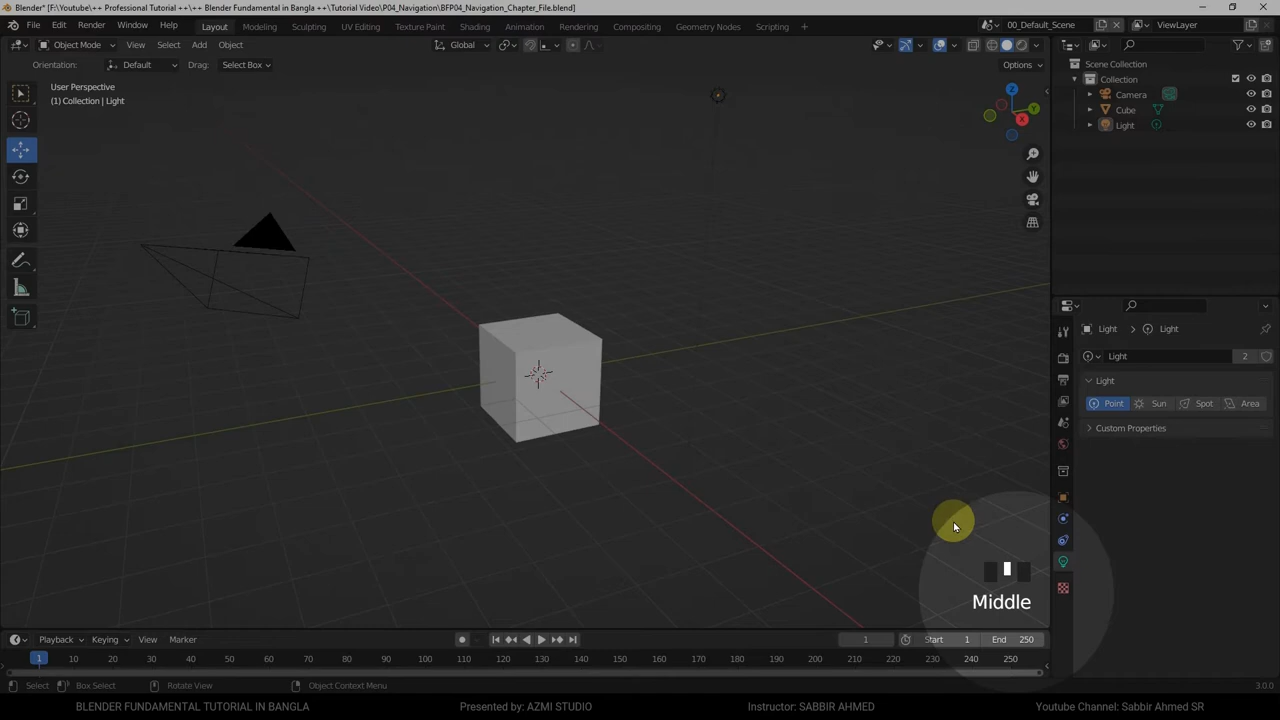 Blender* [F:\Youtube\++ Professional Tutorial ++\++ Blender Fundamental in Bangla ++\Tutorial Video\P04_Navigation\BFP04_Navigation_Chapter_File.blend]
File Edit Render Window Help Layout Modeling Sculpting UV Editing Texture Paint Shading Animation Rendering Compositing Geometry Nodes Scripting + 00_Default_Scene ViewLayer
Object Mode View Select Add Object Global
Orientation: Default Drag: Select Box Options
User Perspective
(1) Collection | Light
Z
Y
X
Scene Collection
Collection
Camera
Cube
Light
Light > Light
Light 2
Light
Point Sun Spot Area
Custom Properties
Middle
Playback Keying View Marker 1 Start 1 End 250
1 10 20 30 40 50 60 70 80 90 100 110 120 130 140 150 160 170 180 190 200 210 220 230 240 250
Select Box Select Rotate View Object Context Menu 3.0.0
BLENDER FUNDAMENTAL TUTORIAL IN BANGLA Presented by: AZMI STUDIO Instructor: SABBIR AHMED Youtube Channel: Sabbir Ahmed SR